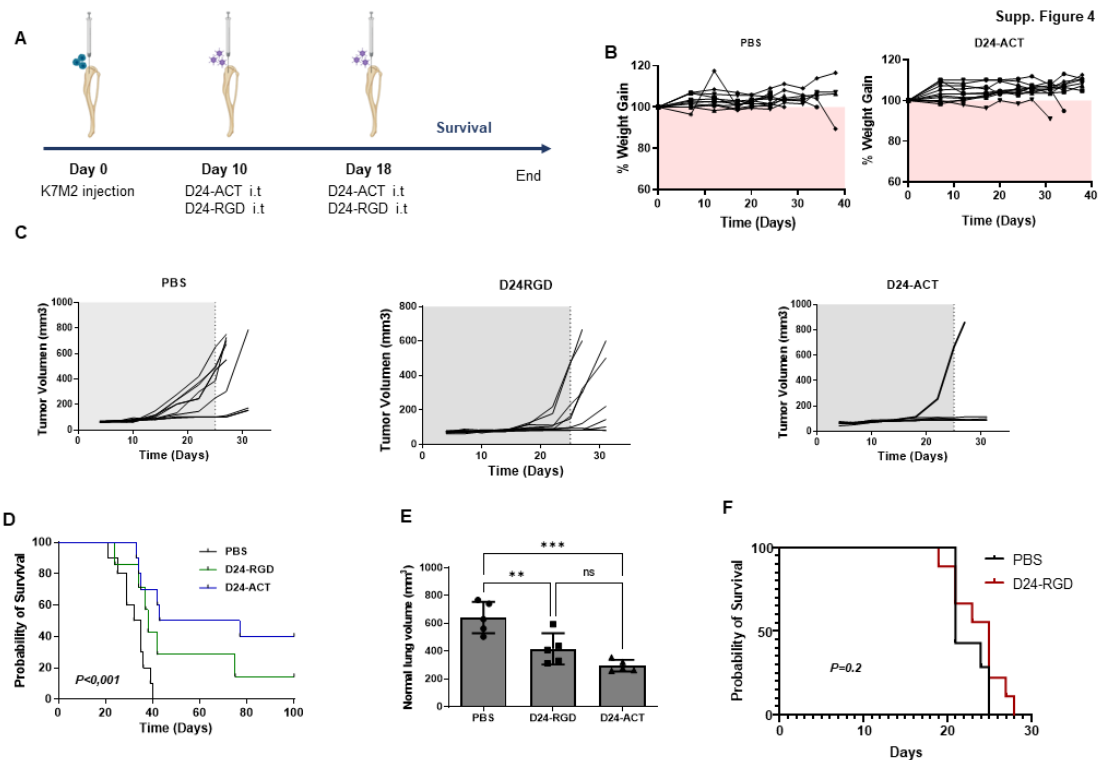 Supp. Figure 4
A
Survival
Day 0
Day 10
Day 18
End
K7M2 injection
D24-ACT i.t
D24-ACT i.t
D24-RGD i.t
D24-RGD i.t
B
PBS
D24-ACT
120
100
80
60
% Weight Gain
0 10 20 30 40
Time (Days)
120
100
80
60
% Weight Gain
0 10 20 30 40
Time (Days)
C
PBS
1000
800
600
400
200
0
Tumor Volumen (mm3)
0 10 20 30
Time (Days)
D24RGD
800
600
400
200
0
Tumor Volumen (mm3)
0 10 20 30
Time (Days)
D24-ACT
1000
800
600
400
200
0
Tumor Volumen (mm3)
0 10 20 30
Time (Days)
D
PBS
D24-RGD
D24-ACT
100
80
60
40
20
0
Probability of Survival
P<0,001
0 20 40 60 80 100
Time (Days)
E
***
**
ns
1000
800
600
400
200
0
Normal lung volume (mm³)
PBS D24-RGD D24-ACT
F
PBS
D24-RGD
100
50
0
Probability of Survival
P=0.2
0 10 20 30
Days